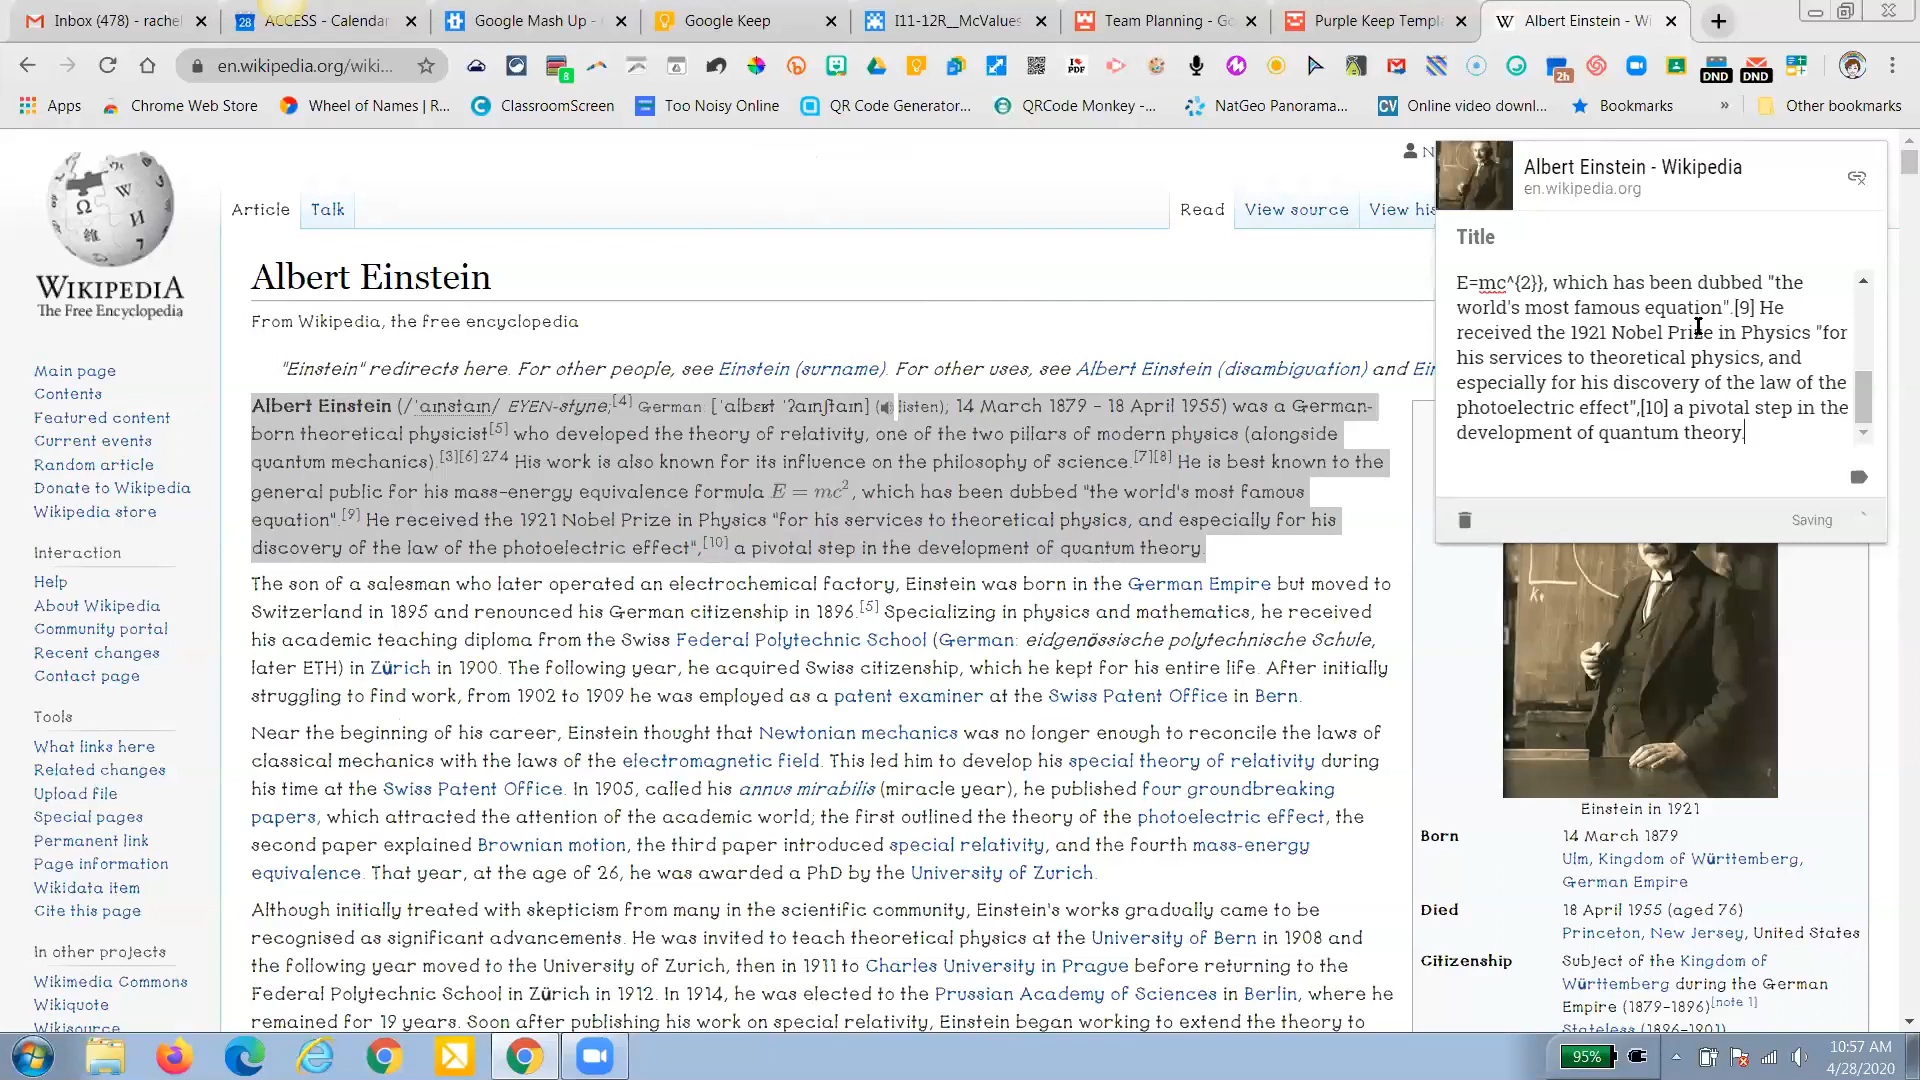 Inbox (478) - rachel
28
ACCESS - Calendar
Google Mash Up -
Google Keep
I11-12R__McValues
Team Planning - Go
Purple Keep Templ
W
Albert Einstein - Wi
en.wikipedia.org/wiki...
8
I
PDF
2h
DND
DND
Apps
Chrome Web Store
Wheel of Names | R...
ClassroomScreen
Too Noisy Online
QR Code Generator...
QRCode Monkey -...
NatGeo Panorama...
CV
Online video downl...
Bookmarks
»
Other bookmarks
WIKIPEDIA
The Free Encyclopedia
Main page
Contents
Featured content
Current events
Random article
Donate to Wikipedia
Wikipedia store
Interaction
Help
About Wikipedia
Community portal
Recent changes
Contact page
Tools
What links here
Related changes
Upload file
Special pages
Permanent link
Page information
Wikidata item
Cite this page
In other projects
Wikimedia Commons
Wikiquote
Wikisource
Article
Talk
Read
View source
View his
N
Albert Einstein
From Wikipedia, the free encyclopedia
"Einstein" redirects here. For other people, see Einstein (surname). For other uses, see Albert Einstein (disambiguation) and Ein
Albert Einstein (/ˈaɪnstaɪn/ EYEN-styne;[4] German: [ˈalbɛʁt ˈʔaɪnʃtaɪn] (listen); 14 March 1879 – 18 April 1955) was a German-
born theoretical physicist[5] who developed the theory of relativity, one of the two pillars of modern physics (alongside
quantum mechanics).[3][6]:274 His work is also known for its influence on the philosophy of science.[7][8] He is best known to the
general public for his mass–energy equivalence formula E = mc², which has been dubbed "the world's most famous
equation".[9] He received the 1921 Nobel Prize in Physics "for his services to theoretical physics, and especially for his
discovery of the law of the photoelectric effect",[10] a pivotal step in the development of quantum theory.
The son of a salesman who later operated an electrochemical factory, Einstein was born in the German Empire but moved to
Switzerland in 1895 and renounced his German citizenship in 1896.[5] Specializing in physics and mathematics, he received
his academic teaching diploma from the Swiss Federal Polytechnic School (German: eidgenössische polytechnische Schule,
later ETH) in Zürich in 1900. The following year, he acquired Swiss citizenship, which he kept for his entire life. After initially
struggling to find work, from 1902 to 1909 he was employed as a patent examiner at the Swiss Patent Office in Bern.
Near the beginning of his career, Einstein thought that Newtonian mechanics was no longer enough to reconcile the laws of
classical mechanics with the laws of the electromagnetic field. This led him to develop his special theory of relativity during
his time at the Swiss Patent Office. In 1905, called his annus mirabilis (miracle year), he published four groundbreaking
papers, which attracted the attention of the academic world; the first outlined the theory of the photoelectric effect, the
second paper explained Brownian motion, the third paper introduced special relativity, and the fourth mass-energy
equivalence. That year, at the age of 26, he was awarded a PhD by the University of Zurich.
Although initially treated with skepticism from many in the scientific community, Einstein's works gradually came to be
recognised as significant advancements. He was invited to teach theoretical physics at the University of Bern in 1908 and
the following year moved to the University of Zurich, then in 1911 to Charles University in Prague before returning to the
Federal Polytechnic School in Zürich in 1912. In 1914, he was elected to the Prussian Academy of Sciences in Berlin, where he
remained for 19 years. Soon after publishing his work on special relativity, Einstein began working to extend the theory to
Albert Einstein - Wikipedia
en.wikipedia.org
Title
E=mc^{2}}, which has been dubbed "the
world's most famous equation".[9] He
received the 1921 Nobel Prize in Physics "for
his services to theoretical physics, and
especially for his discovery of the law of the
photoelectric effect",[10] a pivotal step in the
development of quantum theory.
Saving
Einstein in 1921
Born
14 March 1879
Ulm, Kingdom of Württemberg,
German Empire
Died
18 April 1955 (aged 76)
Princeton, New Jersey, United States
Citizenship
Subject of the Kingdom of
Württemberg during the German
Empire (1879–1896)[note 1]
Stateless (1896–1901)
95%
10:57 AM
4/28/2020